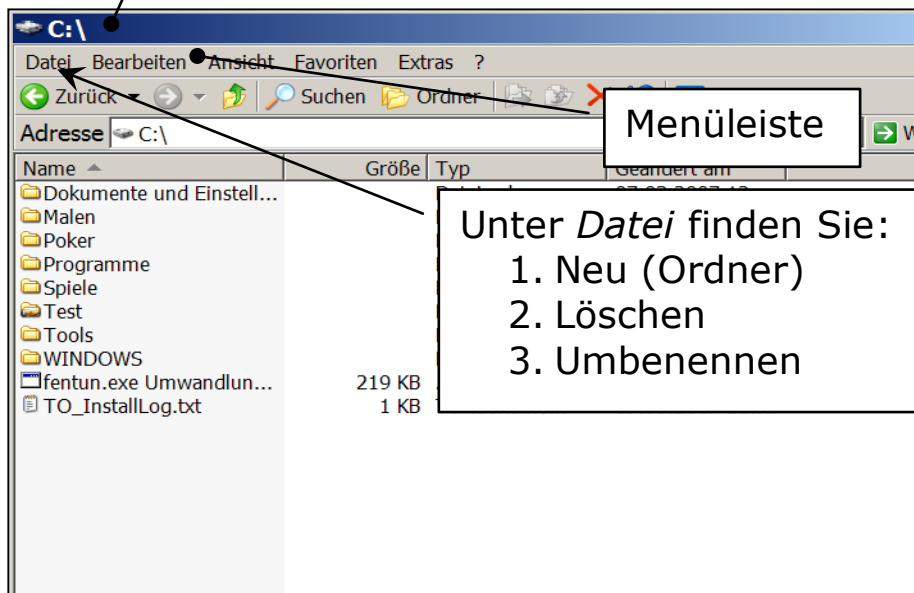 C:\
Datei Bearbeiten Ansicht Favoriten Extras ?
Zurück Suchen Ordner
Menüleiste
Adresse C:\
Name Größe Typ Geändert am
Dokumente und Einstell...
Malen
Poker
Programme
Spiele
Test
Tools
WINDOWS
fentun.exe Umwandlun... 219 KB
TO_InstallLog.txt 1 KB
Unter Datei finden Sie:
1. Neu (Ordner)
2. Löschen
3. Umbenennen